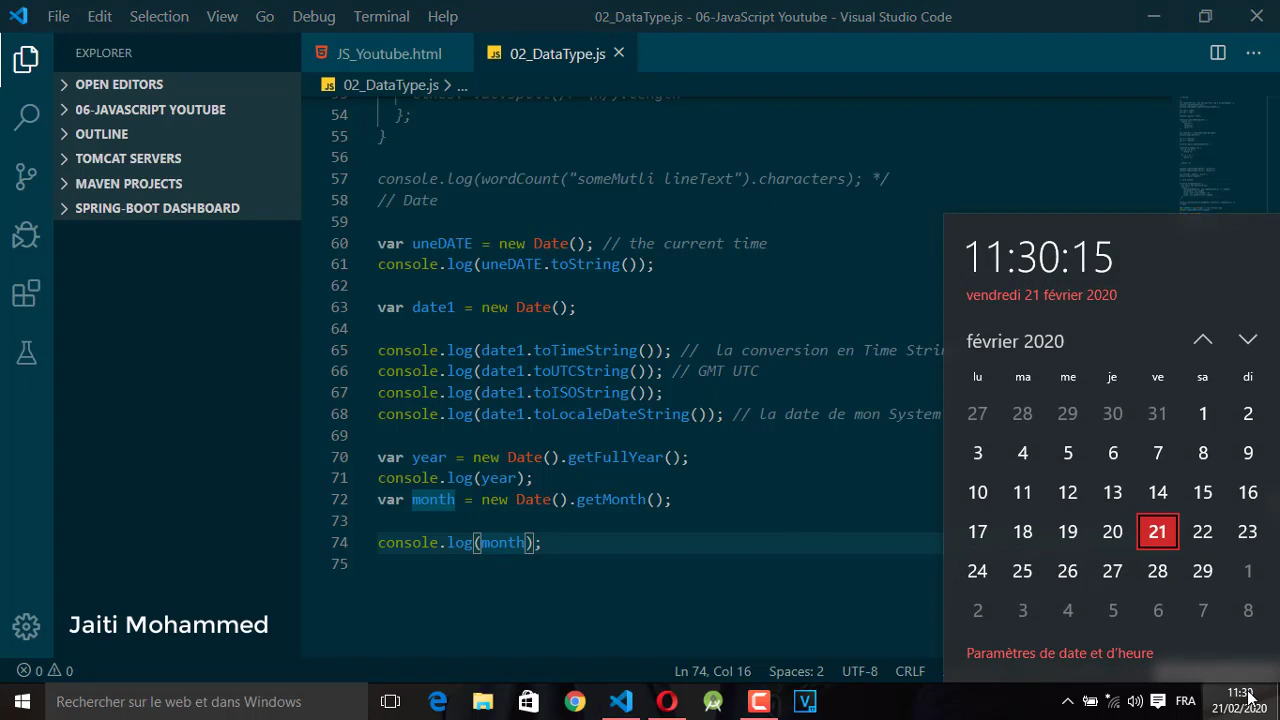 File Edit Selection View Go Debug Terminal Help 02_DataType.js - 06-JavaScript Youtube - Visual Studio Code
EXPLORER
OPEN EDITORS
06-JAVASCRIPT YOUTUBE
OUTLINE
TOMCAT SERVERS
MAVEN PROJECTS
SPRING-BOOT DASHBOARD
JS_Youtube.html JS 02_DataType.js
JS 02_DataType.js > ...
54 };
55 }
56
57 console.log(wordCount("someMutli lineText").characters); */
58 // Date
59
60 var uneDATE = new Date(); // the current time
61 console.log(uneDATE.toString());
62
63 var date1 = new Date();
64
65 console.log(date1.toTimeString()); //  la conversion en Time Strin
66 console.log(date1.toUTCString()); // GMT UTC
67 console.log(date1.toISOString());
68 console.log(date1.toLocaleDateString()); // la date de mon System
69
70 var year = new Date().getFullYear();
71 console.log(year);
72 var month = new Date().getMonth();
73
74 console.log(month);
75
11:30:15
vendredi 21 février 2020
février 2020
lu ma me je ve sa di
27 28 29 30 31 1 2
3 4 5 6 7 8 9
10 11 12 13 14 15 16
17 18 19 20 21 22 23
24 25 26 27 28 29 1
2 3 4 5 6 7 8
Paramètres de date et d'heure
Jaiti Mohammed
0 0 Ln 74, Col 16 Spaces: 2 UTF-8 CRLF
Rechercher sur le web et dans Windows
FRA
21/02/2020